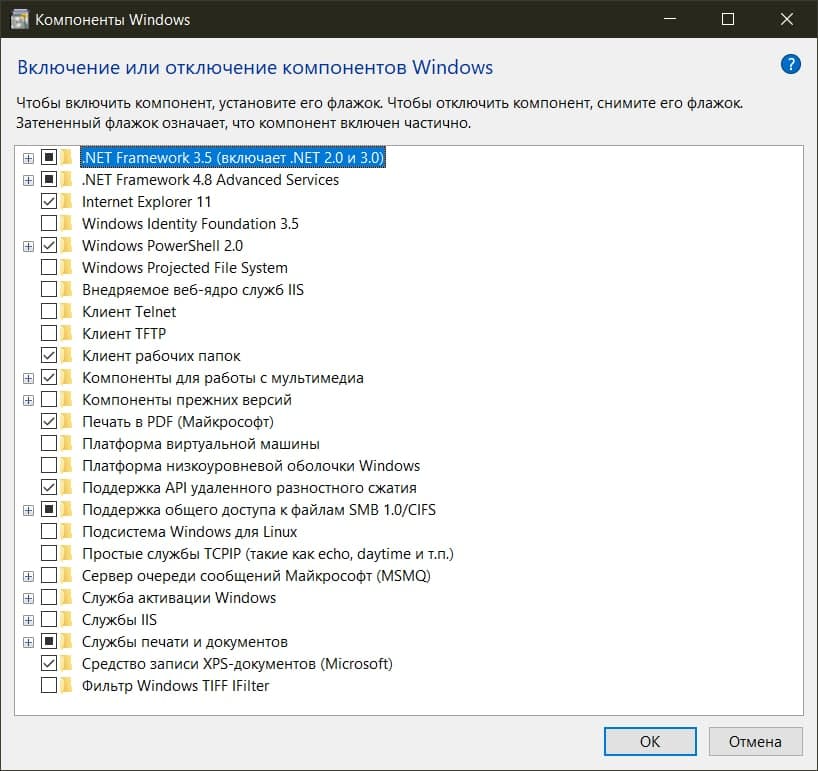 Компоненты Windows
Включение или отключение компонентов Windows
?
Чтобы включить компонент, установите его флажок. Чтобы отключить компонент, снимите его флажок.
Затененный флажок означает, что компонент включен частично.
.NET Framework 3.5 (включает .NET 2.0 и 3.0)
.NET Framework 4.8 Advanced Services
Internet Explorer 11
Windows Identity Foundation 3.5
Windows PowerShell 2.0
Windows Projected File System
Внедряемое веб-ядро служб IIS
Клиент Telnet
Клиент TFTP
Клиент рабочих папок
Компоненты для работы с мультимедиа
Компоненты прежних версий
Печать в PDF (Майкрософт)
Платформа виртуальной машины
Платформа низкоуровневой оболочки Windows
Поддержка API удаленного разностного сжатия
Поддержка общего доступа к файлам SMB 1.0/CIFS
Подсистема Windows для Linux
Простые службы TCPIP (такие как echo, daytime и т.п.)
Сервер очереди сообщений Майкрософт (MSMQ)
Служба активации Windows
Службы IIS
Службы печати и документов
Средство записи XPS-документов (Microsoft)
Фильтр Windows TIFF IFilter
ОК
Отмена